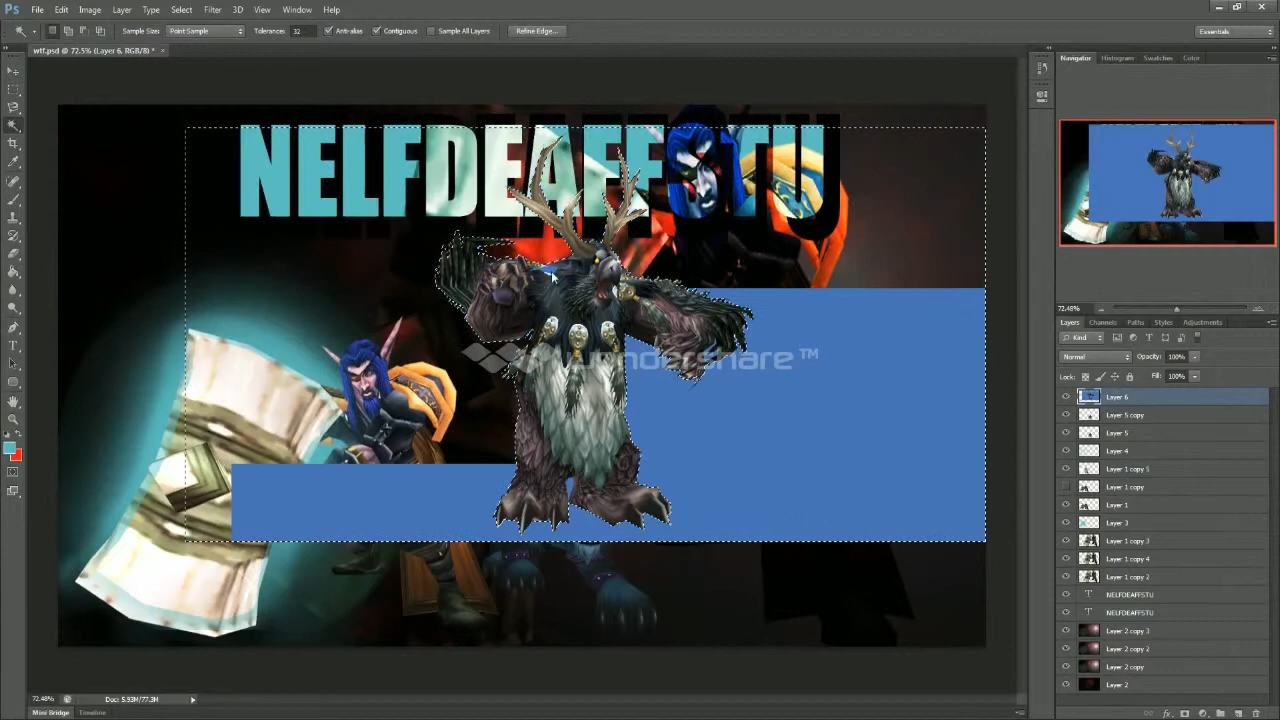 Ps File Edit Image Layer Type Select Filter 3D View Window Help
Sample Size: Point Sample Tolerance: 32 Anti-alias Contiguous Sample All Layers Refine Edge... Essentials
wtf.psd @ 72.5% (Layer 6, RGB/8) *
Navigator Histogram Swatches Color
NELFDEAFFSTU
wondershare™
72.48%
Layers Channels Paths Styles Adjustments
Kind
Normal Opacity: 100%
Lock: Fill: 100%
Layer 6
Layer 5 copy
Layer 5
Layer 4
Layer 1 copy 5
Layer 1 copy
Layer 1
Layer 3
Layer 1 copy 3
Layer 1 copy 4
Layer 1 copy 2
T NELFDEAFFSTU
T NELFDEAFFSTU
Layer 2 copy 3
Layer 2 copy 2
Layer 2 copy
Layer 2
72.48% Doc: 5.93M/77.3M
Mini Bridge Timeline